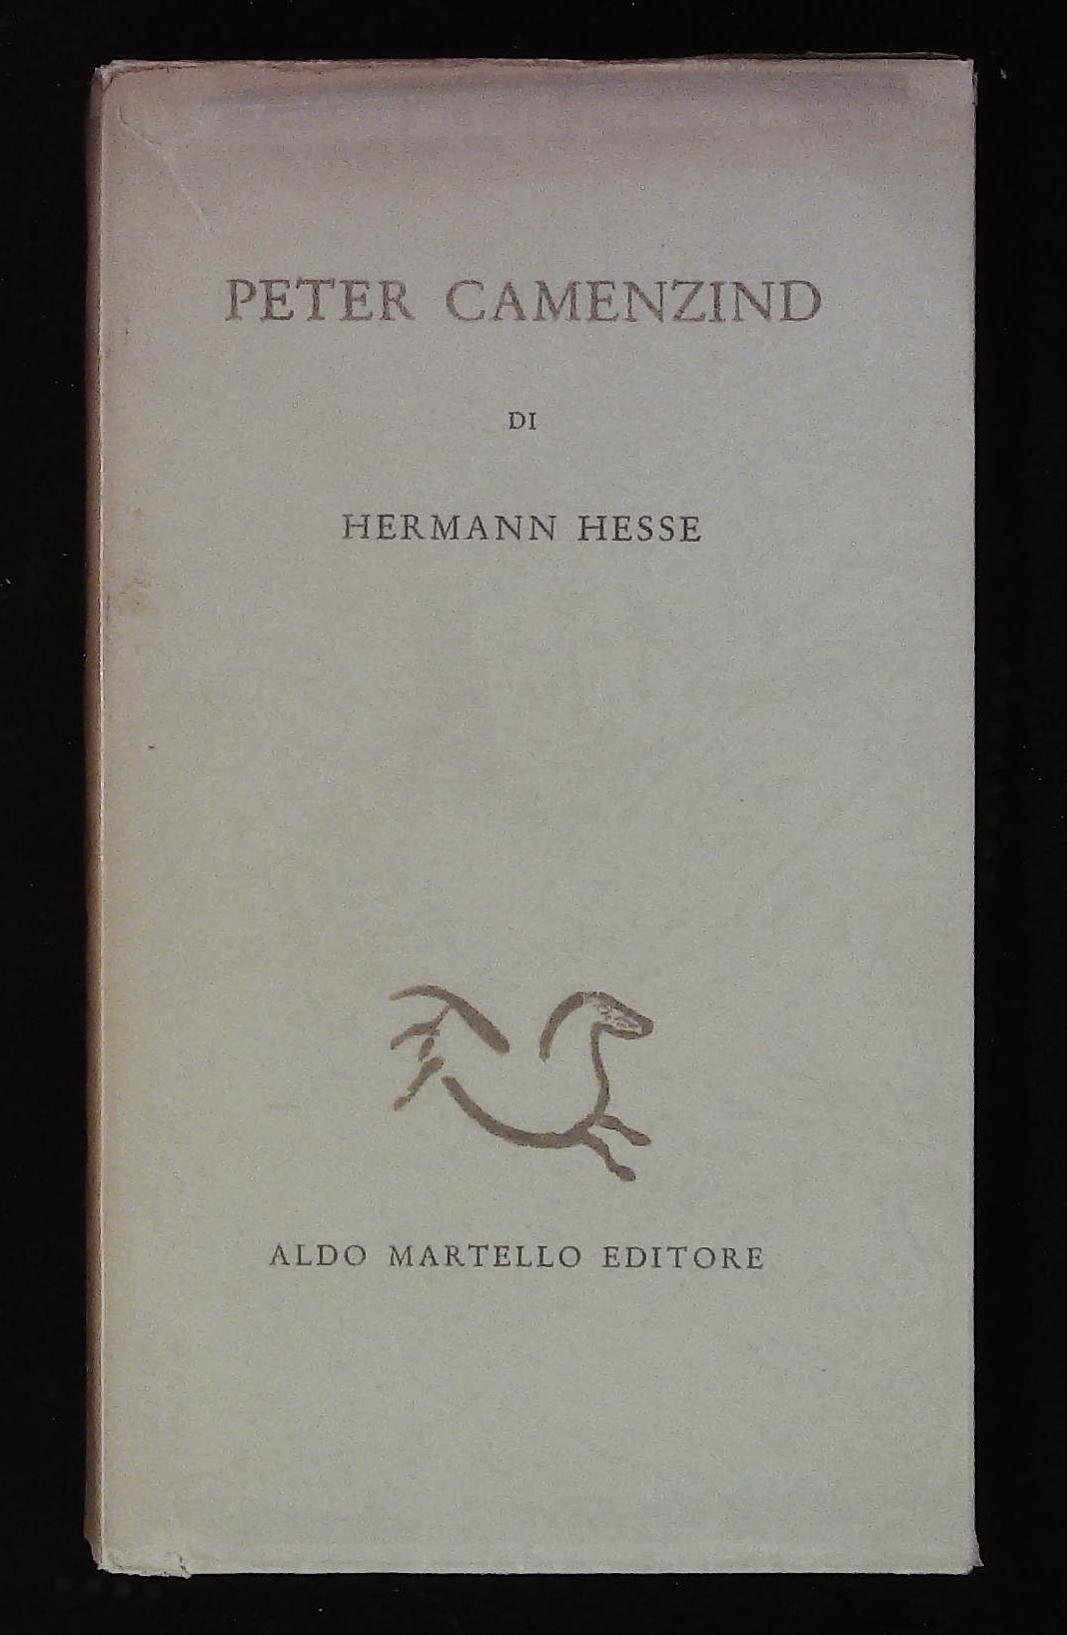 PETER CAMENZIND
DI
HERMANN HESSE
ALDO MARTELLO EDITORE